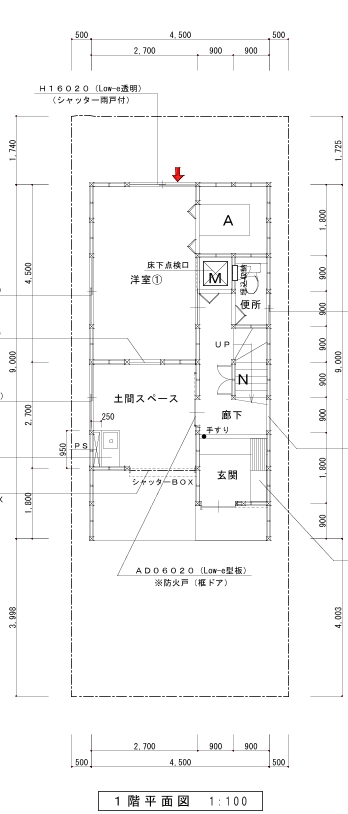 500 4,500 500
2,700 900 900
H16020 (Low-e透明)
(シャッター雨戸付)
1,740
1,725
A
1,800
4,500
床下点検口
洋室①
M
便所
900
900
UP
900
9,000
9,000
N
900
土間スペース
2,700
250
廊下
900
手すり
950
PS
玄関
1,800
シャッターBOX
1,800
900
AD06020 (Low-e型板)
※防火戸 (框ドア)
3,998
4,003
2,700 900 900
500 4,500 500
1階平面図 1:100